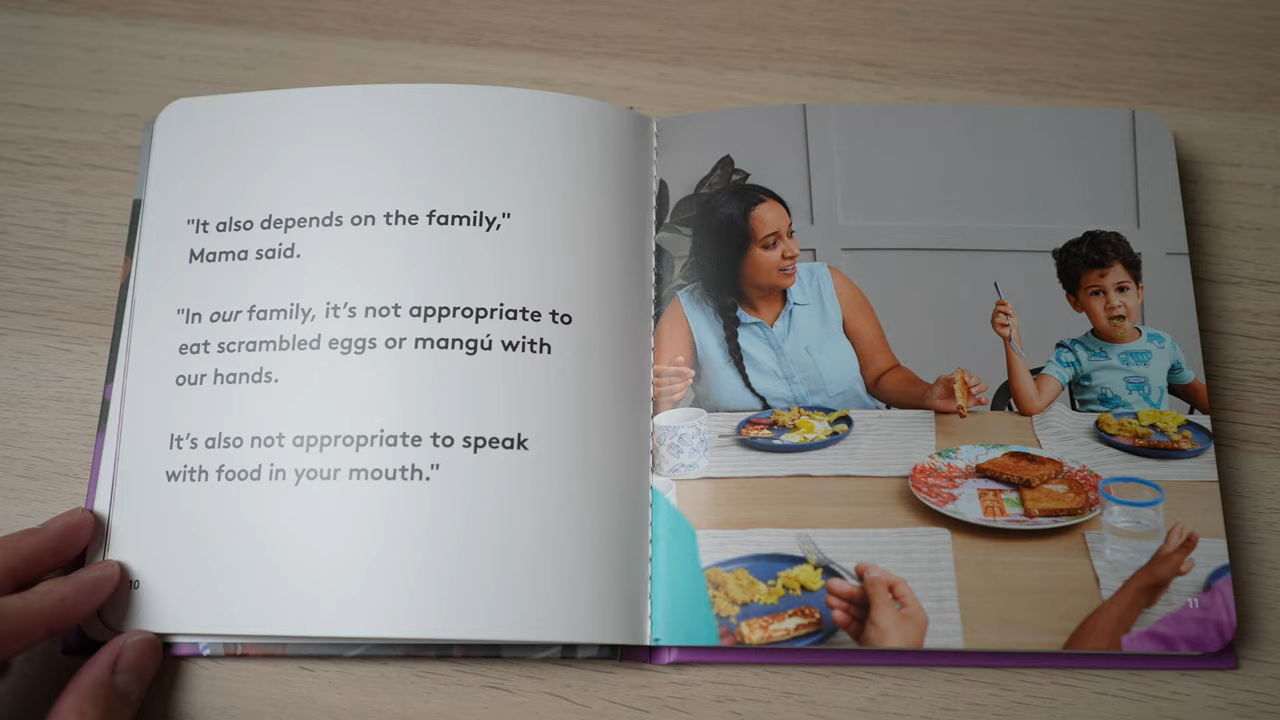 "It also depends on the family,"
Mama said.
"In our family, it's not appropriate to
eat scrambled eggs or mangú with
our hands.
It's also not appropriate to speak
with food in your mouth."
10
11